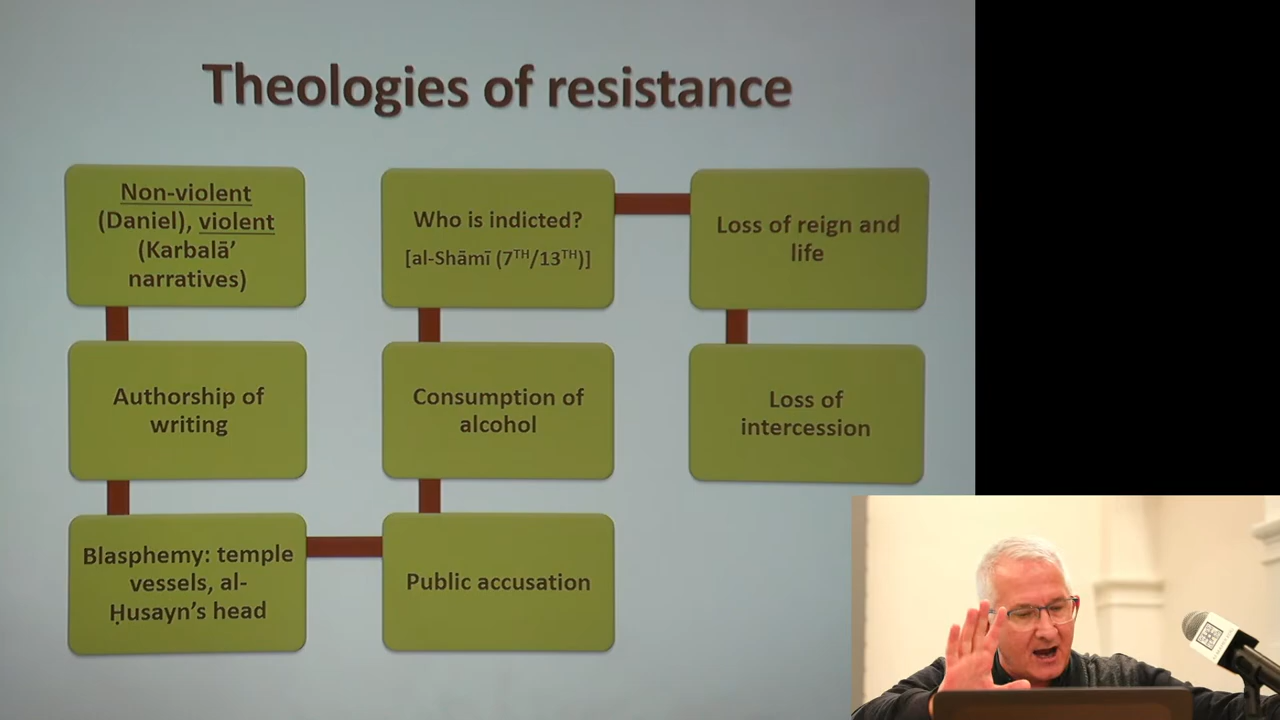 Theologies of resistance
Non-violent
(Daniel), violent
(Karbalā’
narratives)
Authorship of
writing
Blasphemy: temple
vessels, al-
Ḥusayn’s head
Public accusation
Consumption of
alcohol
Who is indicted?
[al-Shāmī (7TH/13TH)]
Loss of reign and
life
Loss of
intercession